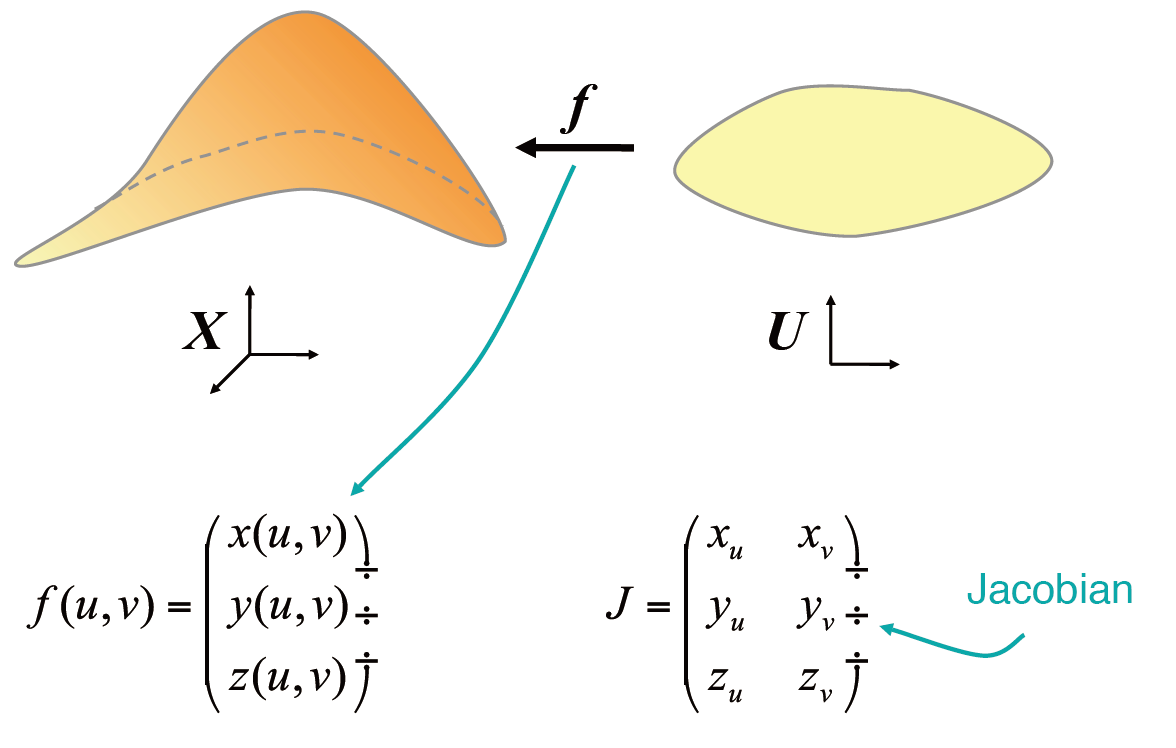 f
X
U
f(u,v) = ( x(u,v) ÷
y(u,v) ÷
z(u,v) ÷ )
J = ( x_u x_v ÷
y_u y_v ÷
z_u z_v ÷ )
Jacobian